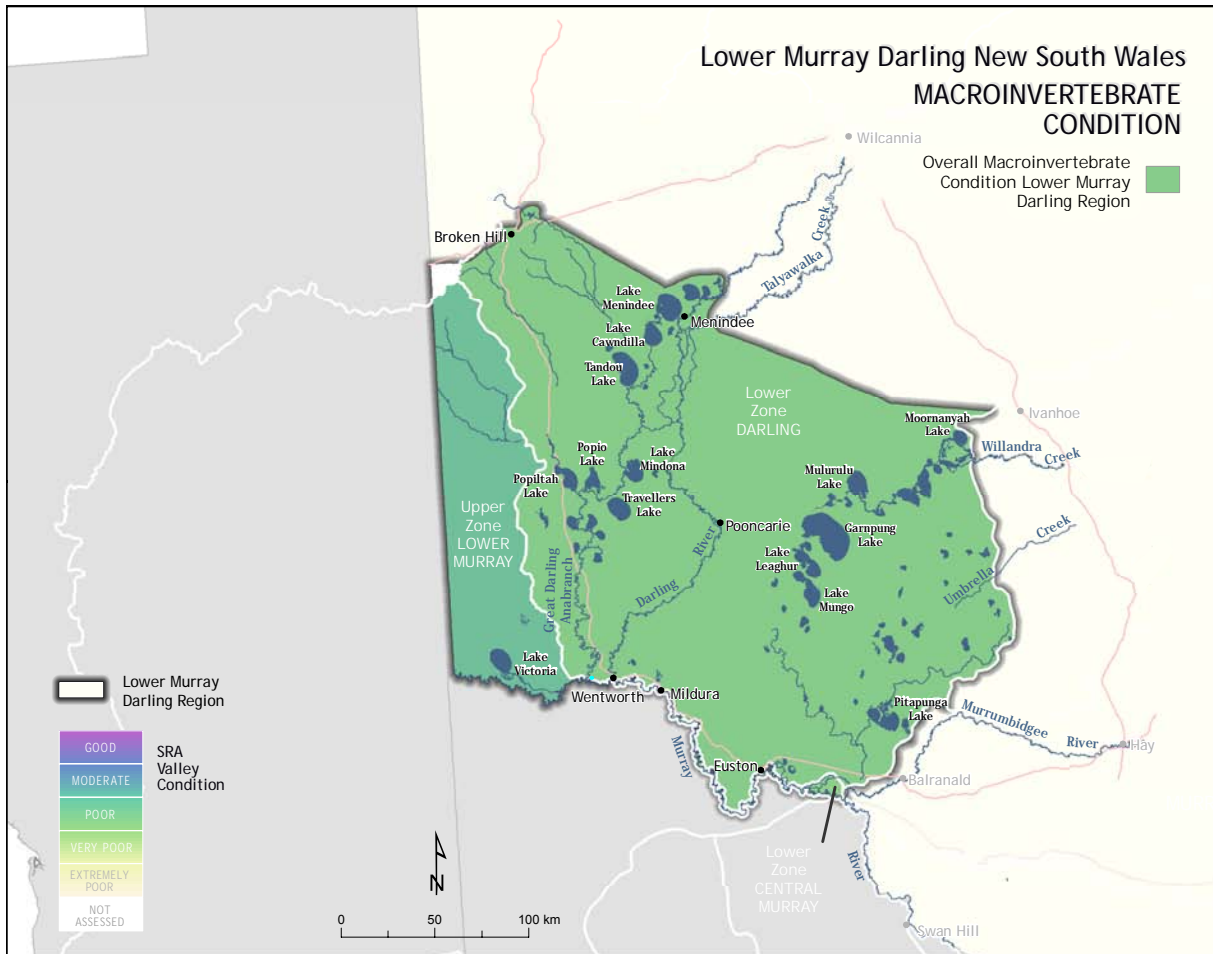 Lower Murray Darling New South Wales
MACROINVERTEBRATE
CONDITION
Wilcannia
Overall Macroinvertebrate
Condition Lower Murray
Darling Region
Talyawalka
Creek
Broken Hill
Lake
Menindee
Menindee
Lake
Cawndilla
Tandou
Lake
Lower
Zone
DARLING
Ivanhoe
Moornanyah
Lake
Willandra
Creek
Popio
Lake
Lake
Mindona
Popiltah
Lake
Travellers
Lake
Mulurulu
Lake
Upper
Zone
LOWER
MURRAY
Pooncarie
Garnpung
Lake
Lake
Leaghur
Lake
Mungo
Umbrella
Creek
Great Darling
Anabranch
Darling
River
Lake
Victoria
Wentworth
Mildura
Lower Murray
Darling Region
Pitapunga
Lake
Murrumbidgee
River
Hay
Murray
River
Euston
Balranald
GOOD
MODERATE
POOR
VERY POOR
EXTREMELY
POOR
NOT
ASSESSED
SRA
Valley
Condition
Lower
Zone
CENTRAL
MURRAY
N
0
50
100 km
Swan Hill